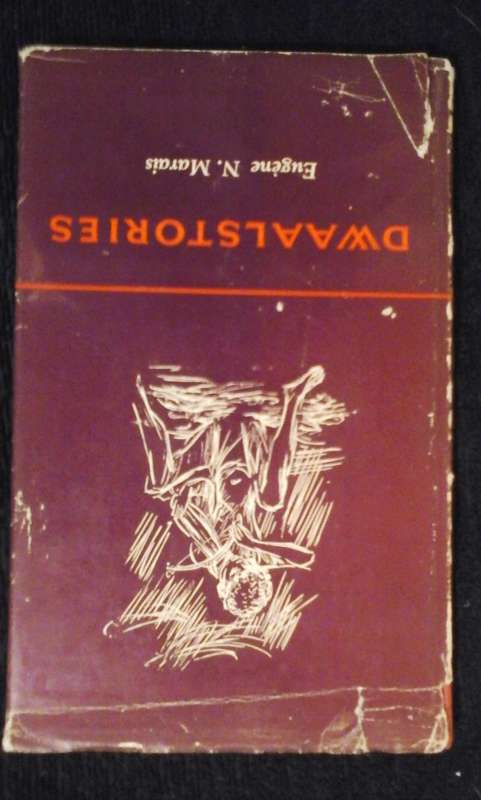 DWAALSTORIES
Eugène N. Marais